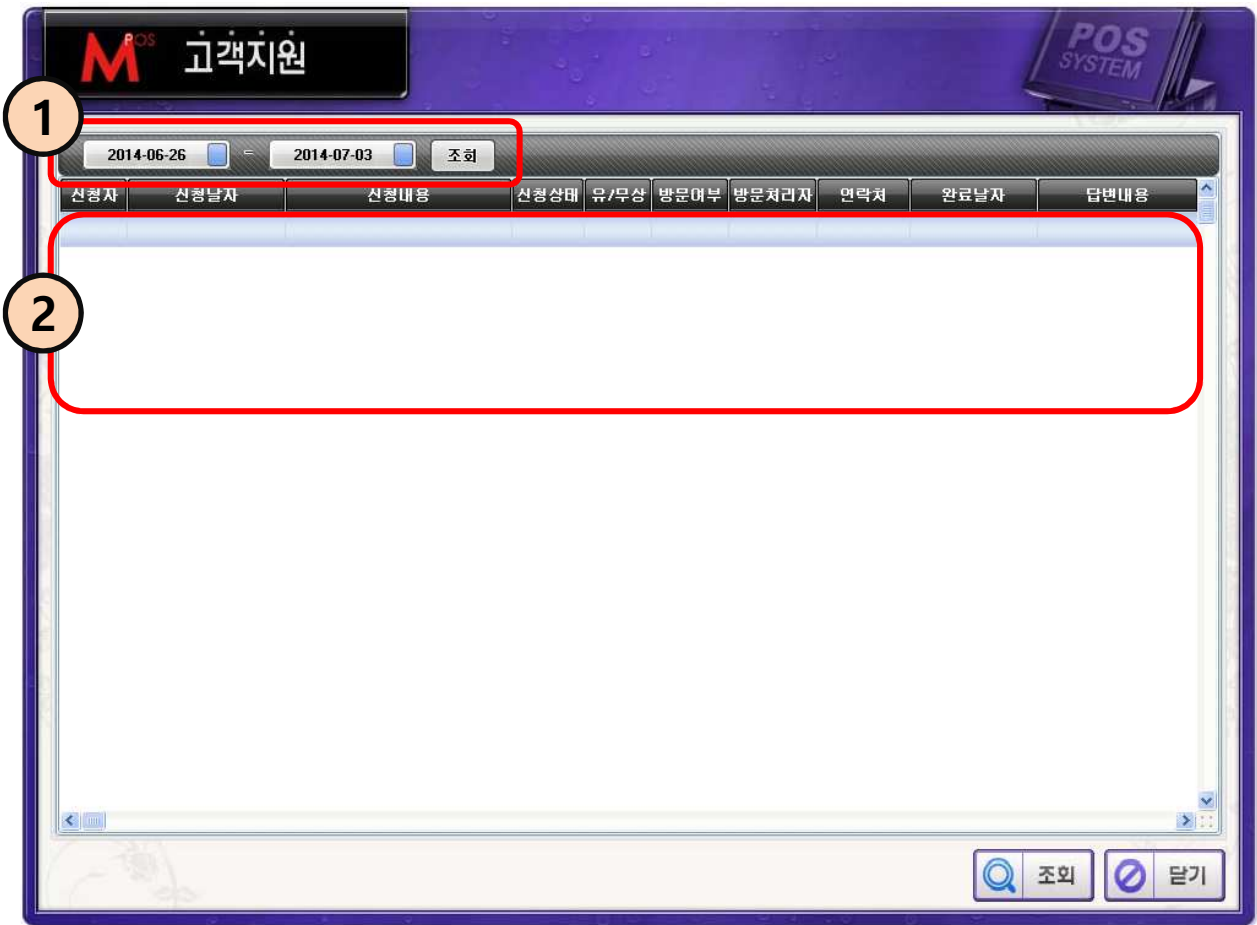 MPOS 고객지원
POS
SYSTEM
1
2014-06-26 = 2014-07-03 조회
신청자 신청날자 신청내용 신청상태 유/무상 방문여부 방문처리자 연락처 완료날자 답변내용
2
조회 닫기